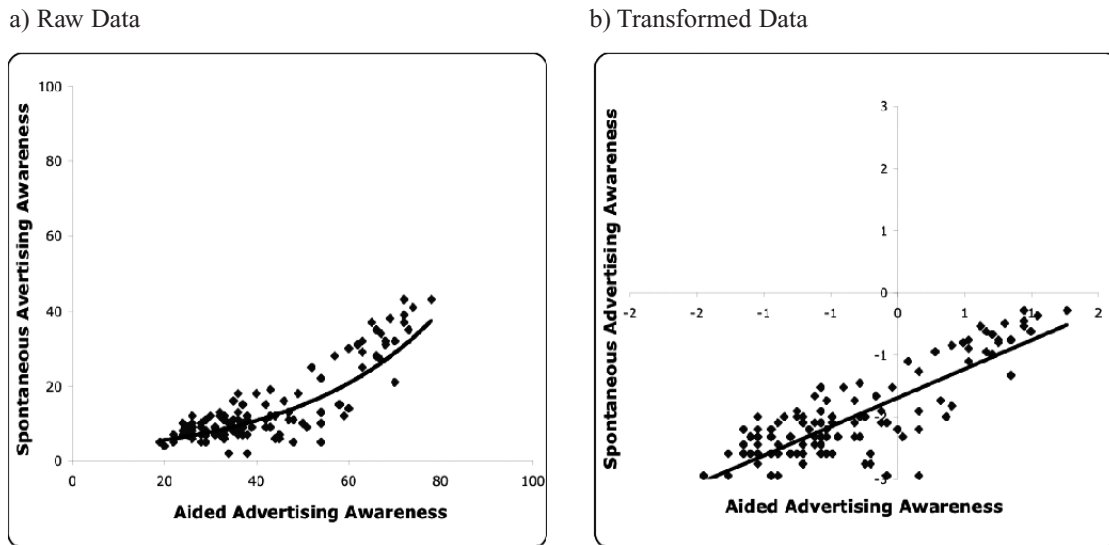 a) Raw Data
b) Transformed Data
Spontaneous Avertising Awareness
100
80
60
40
20
0
0 20 40 60 80 100
Aided Advertising Awareness
Spontaneous Advertising Awareness
3
2
1
0
-2 -1 -1 0 1 1 2
-1
-2
-3
Aided Advertising Awareness